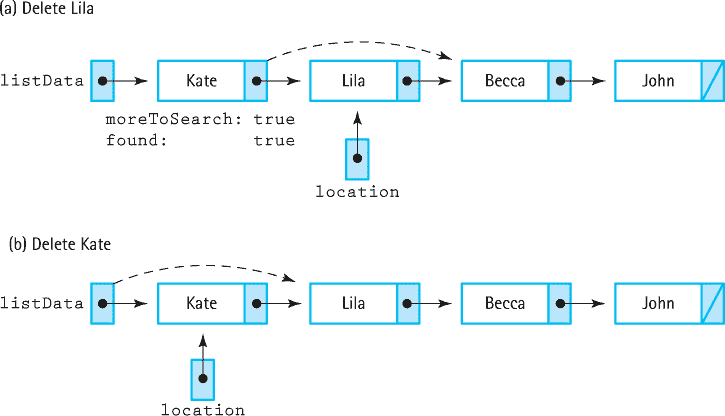 (a) Delete Lila
listData Kate Lila Becca John
moreToSearch: true
found: true
location
(b) Delete Kate
listData Kate Lila Becca John
location